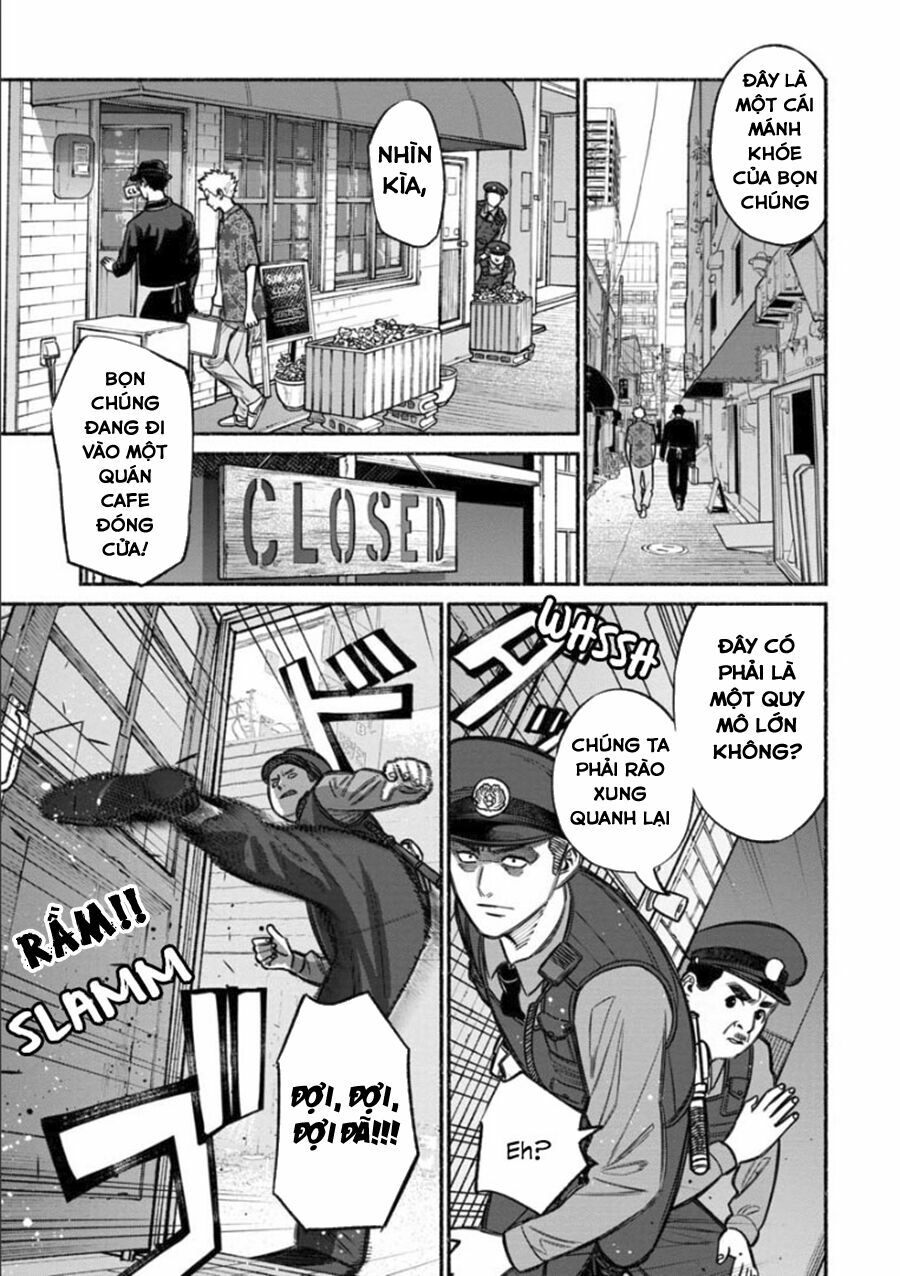 ĐÂY LÀ
MỘT CÁI
MÁNH
KHÓE
CỦA BỌN
CHÚNG
NHÌN
KÌA,
BỌN
CHÚNG
ĐANG ĐI
VÀO MỘT
QUÁN
CAFE
ĐÓNG
CỬA!
CLOSED
ĐÂY CÓ
PHẢI LÀ
MỘT QUY
MÔ LỚN
KHÔNG?
WHSSH
CHÚNG TA
PHẢI RÀO
XUNG
QUANH LẠI
Eh?
ド
RẦM!!
SLAMM
ĐỢI, ĐỢI,
ĐỢI ĐÃ!!!